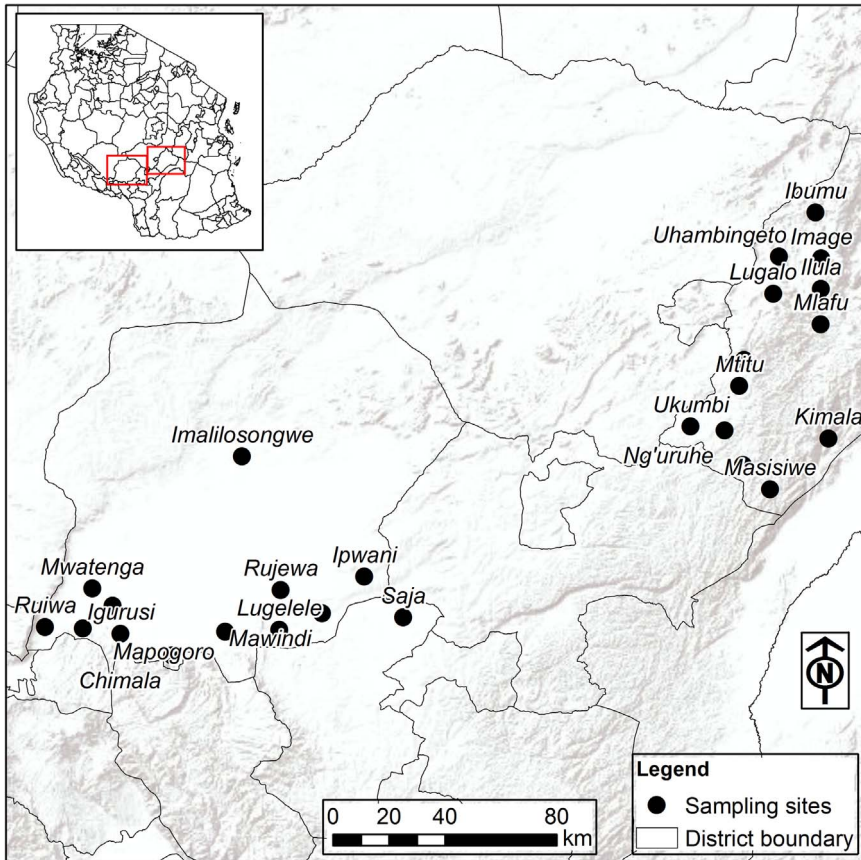 Ibumu
Uhambingeto Image
Lugalo Ilula
Mlafu
Mtitu
Ukumbi
Kimala
Imalilosongwe
Ng'uruhe
Masisiwe
Mwatenga
Rujewa
Ipwani
Ruiwa
Igurusi
Lugelele
Saja
Mapogoro
Mawindi
Chimala
N
Legend
Sampling sites
District boundary
0 20 40 80
km